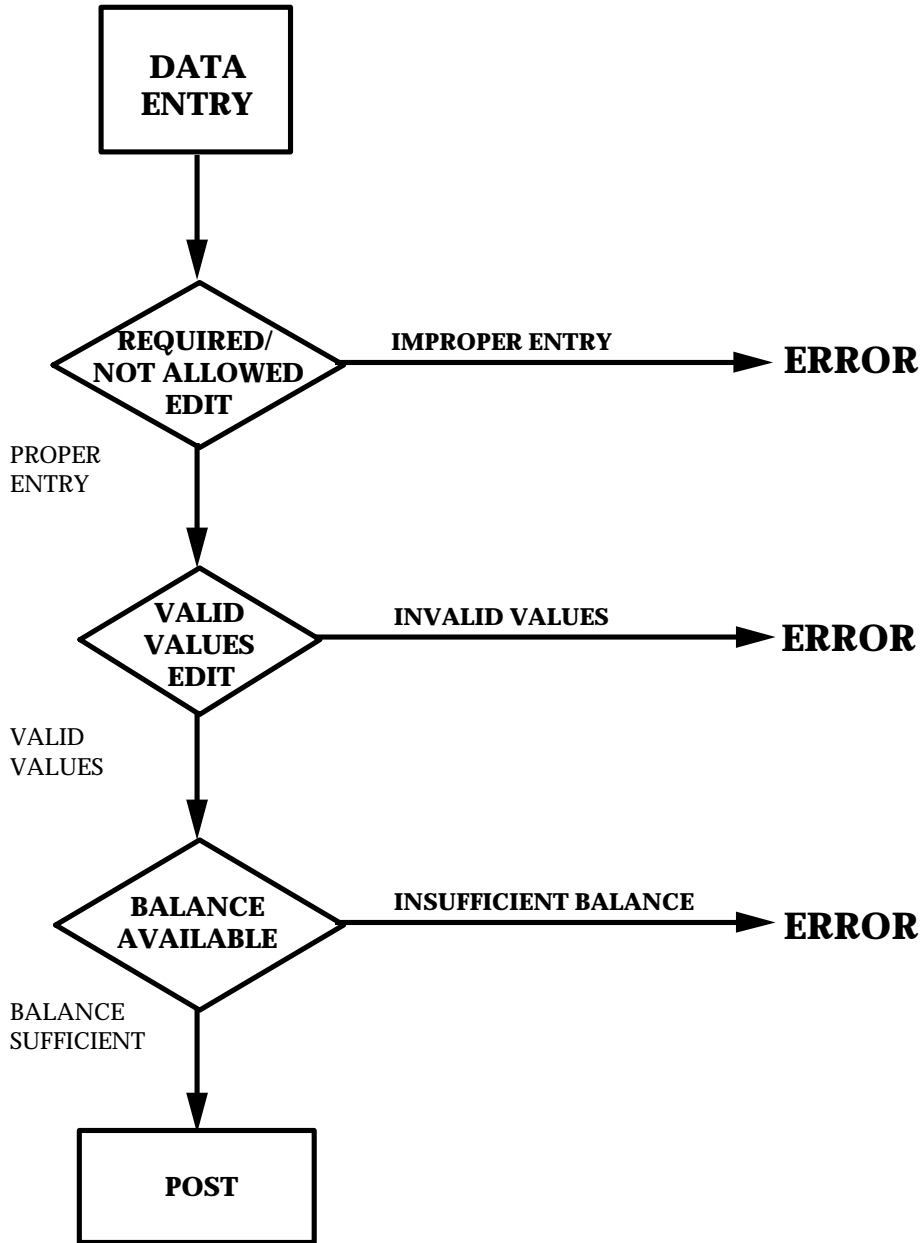 DATA
ENTRY
REQUIRED/
NOT ALLOWED
EDIT
IMPROPER ENTRY
ERROR
PROPER
ENTRY
VALID
VALUES
EDIT
INVALID VALUES
ERROR
VALID
VALUES
BALANCE
AVAILABLE
INSUFFICIENT BALANCE
ERROR
BALANCE
SUFFICIENT
POST